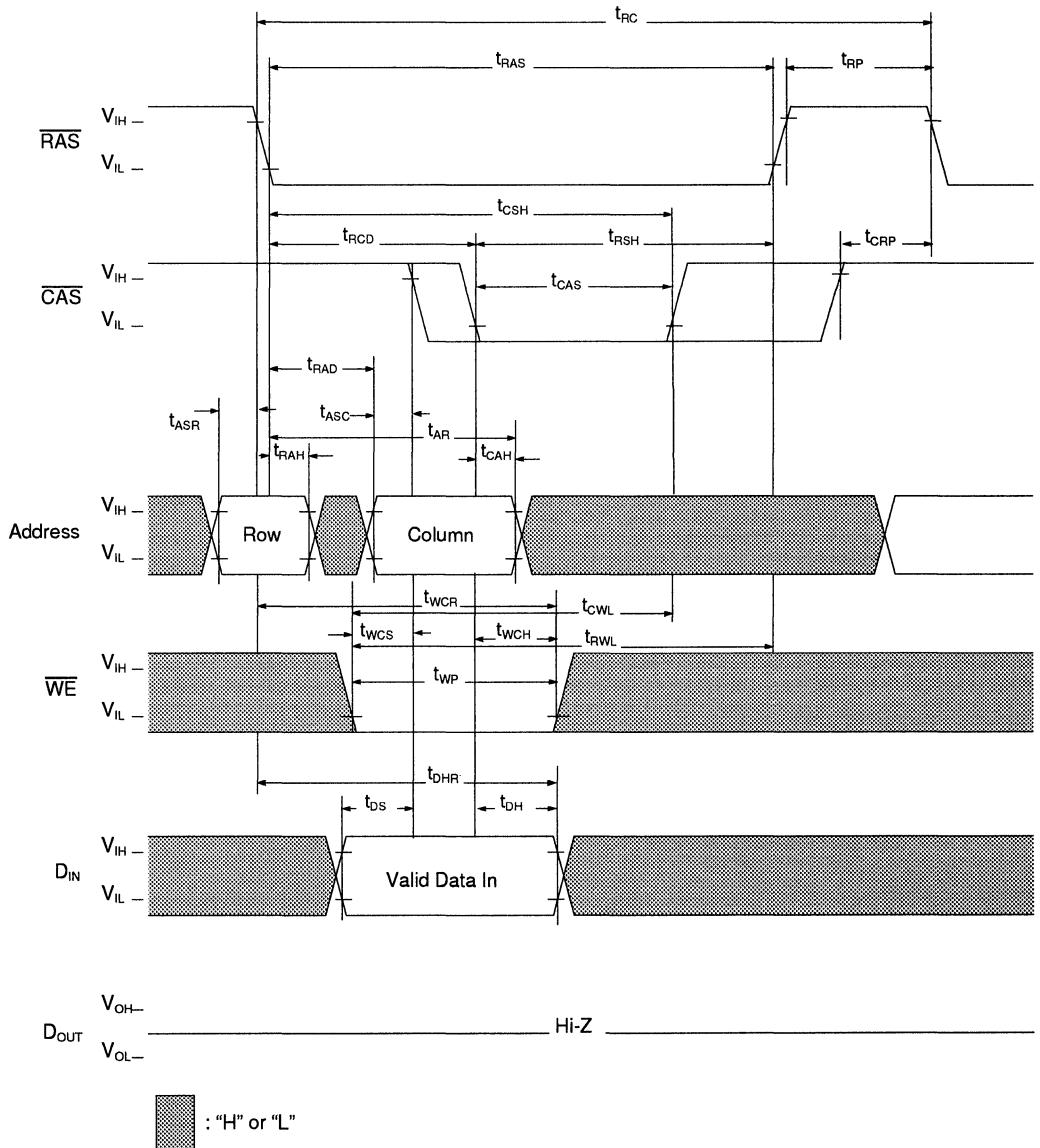 tRC
tRAS
tRP
RAS
VIH
VIL
tCSH
tRCD
tRSH
tCRP
CAS
VIH
VIL
tCAS
tRAD
tASR
tASC
tAR
tRAH
tCAH
Address
VIH
VIL
Row
Column
tWCR
tCWL
tWCS
tWCH
tRWL
WE
VIH
VIL
tWP
tDHR
tDS
tDH
DIN
VIH
VIL
Valid Data In
DOUT
VOH
VOL
Hi-Z
: “H” or “L”